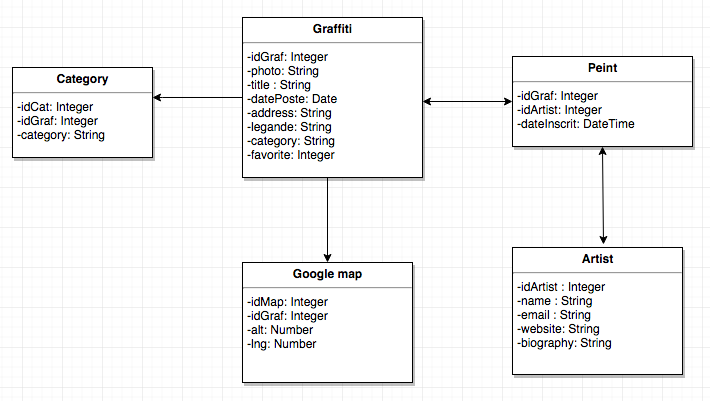 Graffiti
-idGraf: Integer
-photo: String
-title : String
-datePoste: Date
-address: String
-legande: String
-category: String
-favorite: Integer
Category
-idCat: Integer
-idGraf: Integer
-category: String
Peint
-idGraf: Integer
-idArtist: Integer
-dateInscrit: DateTime
Google map
-idMap: Integer
-idGraf: Integer
-alt: Number
-lng: Number
Artist
-idArtist : Integer
-name : String
-email : String
-website: String
-biography: String